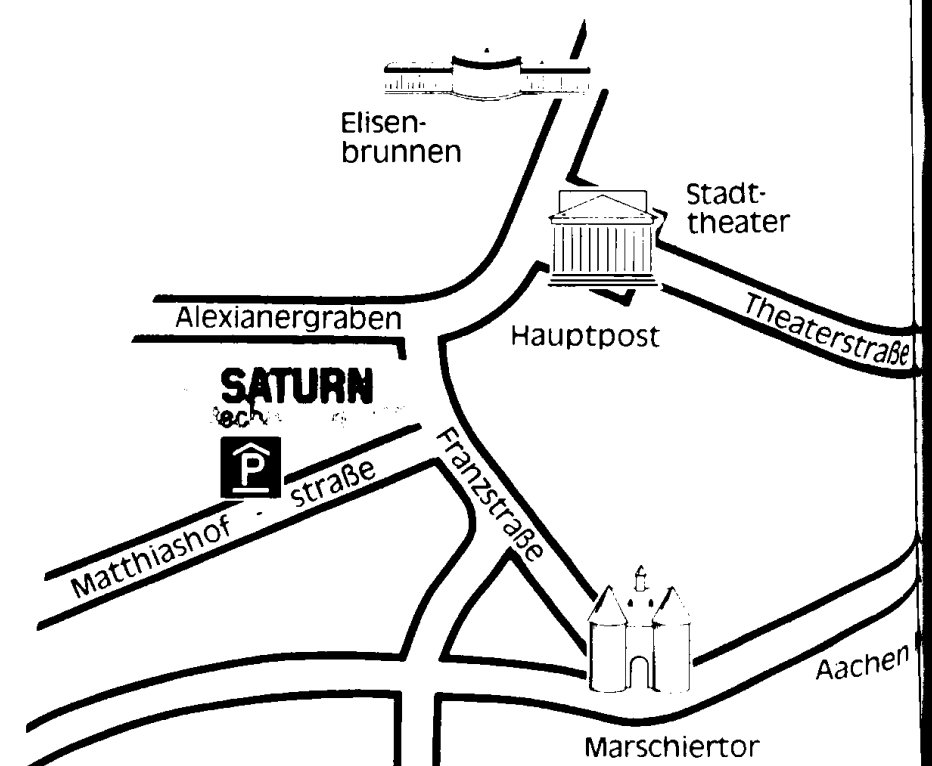 Elisen-
brunnen
Stadt-
theater
Theaterstraße
Hauptpost
Alexianergraben
SATURN
P
Franzstraße
Matthiashof - straße
Aachen
Marschiertor